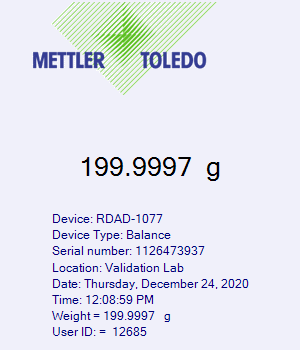 METTLER TOLEDO
199.9997 g
Device: RDAD-1077
Device Type: Balance
Serial number: 1126473937
Location: Validation Lab
Date: Thursday, December 24, 2020
Time: 12:08:59 PM
Weight = 199.9997 g
User ID: = 12685